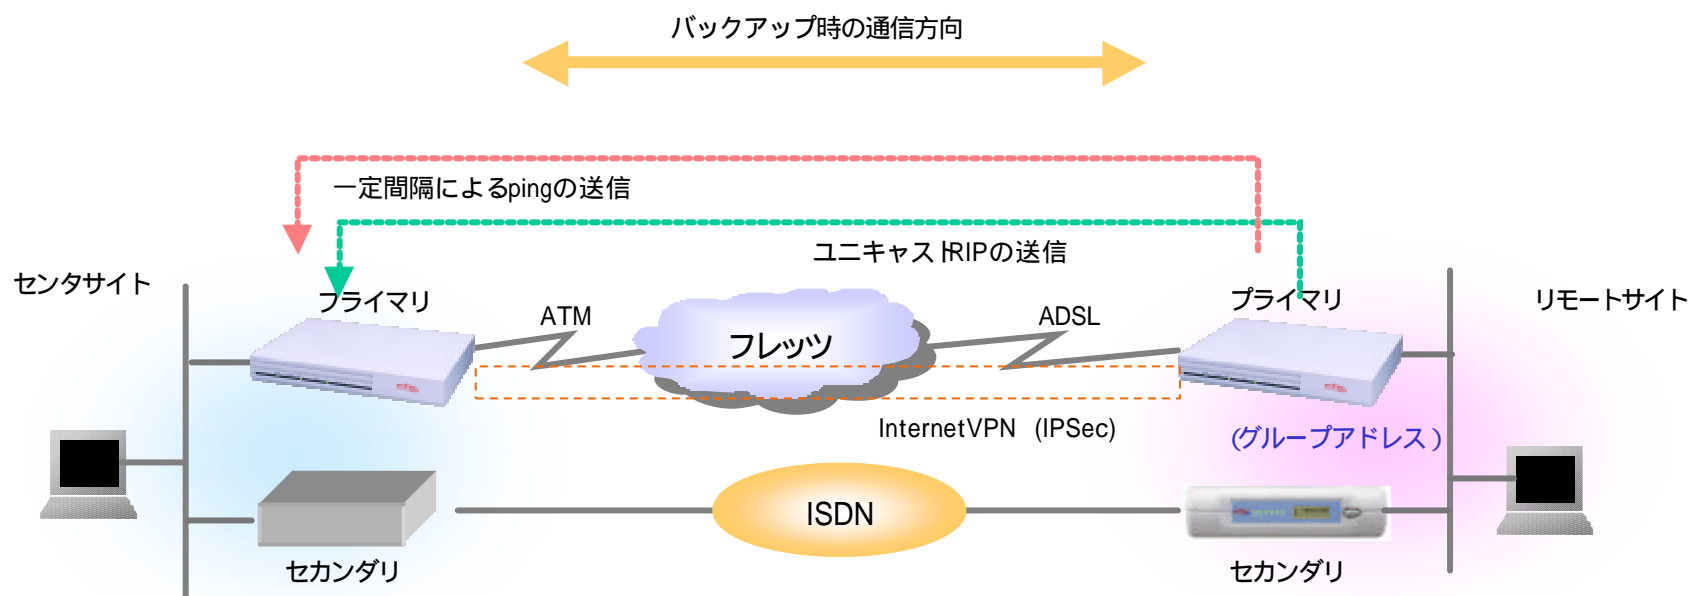 バックアップ時の通信方向
一定間隔によるpingの送信
ユニキャストRIPの送信
センタサイト
フライマリ
ATM
フレッツ
ADSL
プライマリ
リモートサイト
InternetVPN (IPSec)
(グループアドレス)
ISDN
セカンダリ
セカンダリ